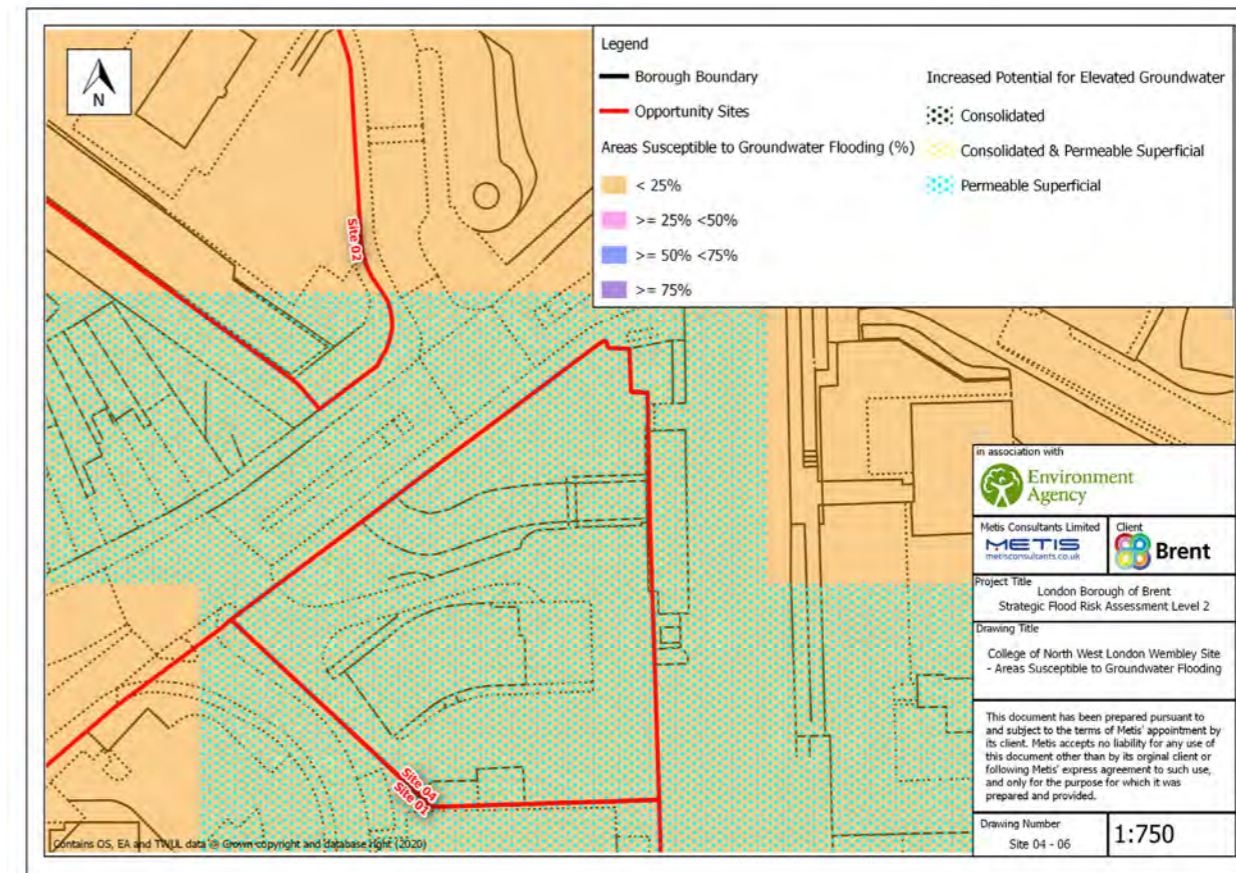 N
Legend
Borough Boundary
Opportunity Sites
Areas Susceptible to Groundwater Flooding (%)
< 25%
>= 25% <50%
>= 50% <75%
>= 75%
Increased Potential for Elevated Groundwater
Consolidated
Consolidated & Permeable Superficial
Permeable Superficial
Site 02
Site 04
Site 01
in association with
Environment
Agency
Metis Consultants Limited
METIS
metisconsultants.co.uk
Client
Brent
Project Title
London Borough of Brent
Strategic Flood Risk Assessment Level 2
Drawing Title
College of North West London Wembley Site
- Areas Susceptible to Groundwater Flooding
This document has been prepared pursuant to
and subject to the terms of Metis' appointment by
its client. Metis accepts no liability for any use of
this document other than by its orginal client or
following Metis' express agreement to such use,
and only for the purpose for which it was
prepared and provided.
Drawing Number
Site 04 - 06
1:750
Contains OS, EA and TWUL data @ Crown copyright and database right (2020)